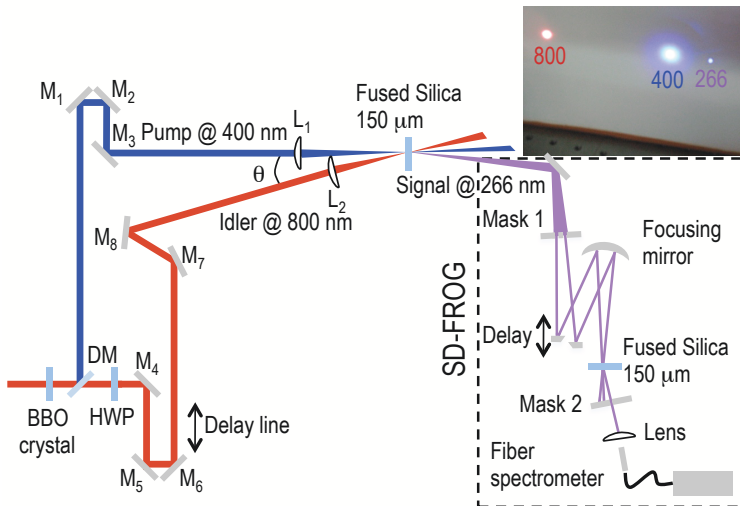 800
400
266
M1
M2
M3
Pump @ 400 nm
L1
Fused Silica
150 μm
θ
L2
Signal @ 266 nm
Idler @ 800 nm
M8
M7
Mask 1
Focusing
mirror
SD-FROG
Delay
DM
M4
Fused Silica
150 μm
BBO
crystal
HWP
Delay line
Mask 2
Lens
M5
M6
Fiber
spectrometer